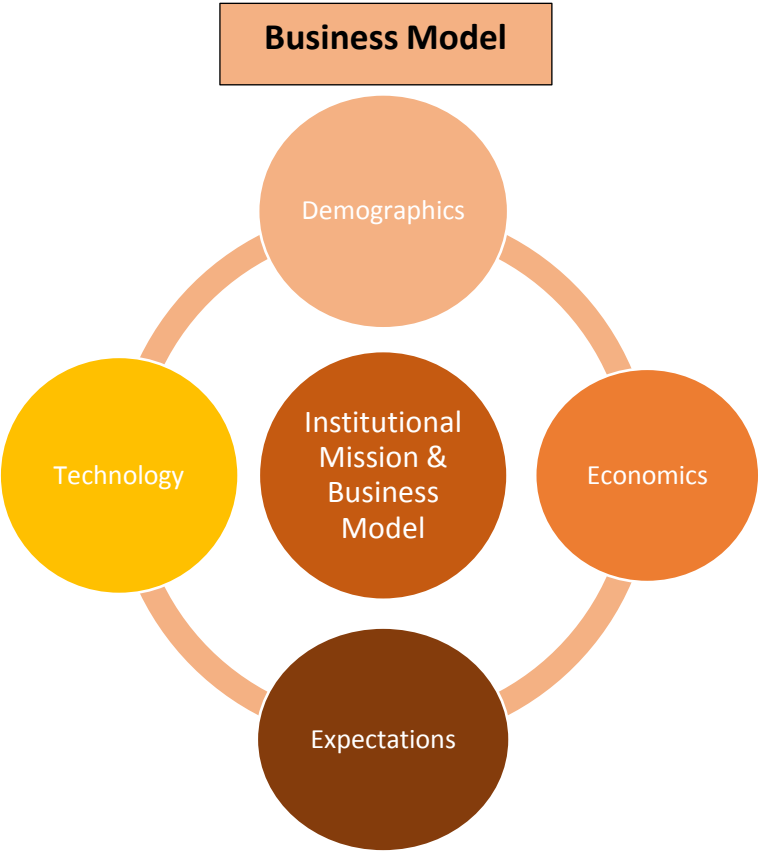 Business Model
Demographics
Technology
Institutional
Mission &
Business
Model
Economics
Expectations